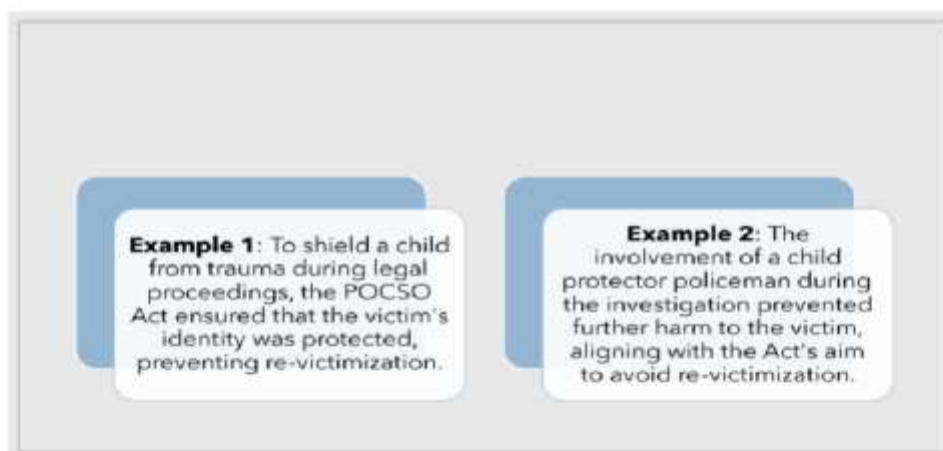 Example 1: To shield a child
from trauma during legal
proceedings, the POCSO
Act ensured that the victim's
identity was protected,
preventing re-victimization.
Example 2: The
involvement of a child
protector policeman during
the investigation prevented
further harm to the victim,
aligning with the Act's aim
to avoid re-victimization.